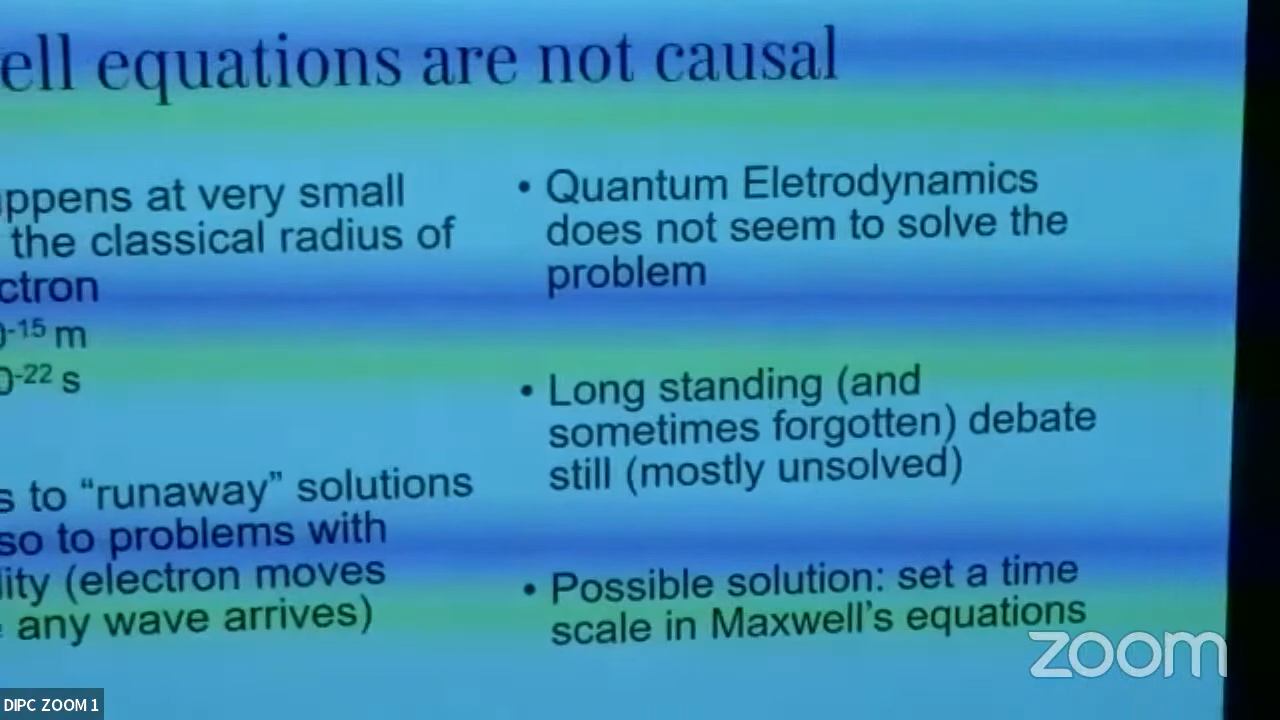 ell equations are not causal
ppens at very small
the classical radius of
ctron
0-15 m
0-22 s
s to “runaway” solutions
so to problems with
lity (electron moves
any wave arrives)
• Quantum Eletrodynamics
does not seem to solve the
problem
• Long standing (and
sometimes forgotten) debate
still (mostly unsolved)
• Possible solution: set a time
scale in Maxwell’s equations
zoom
DIPC ZOOM 1